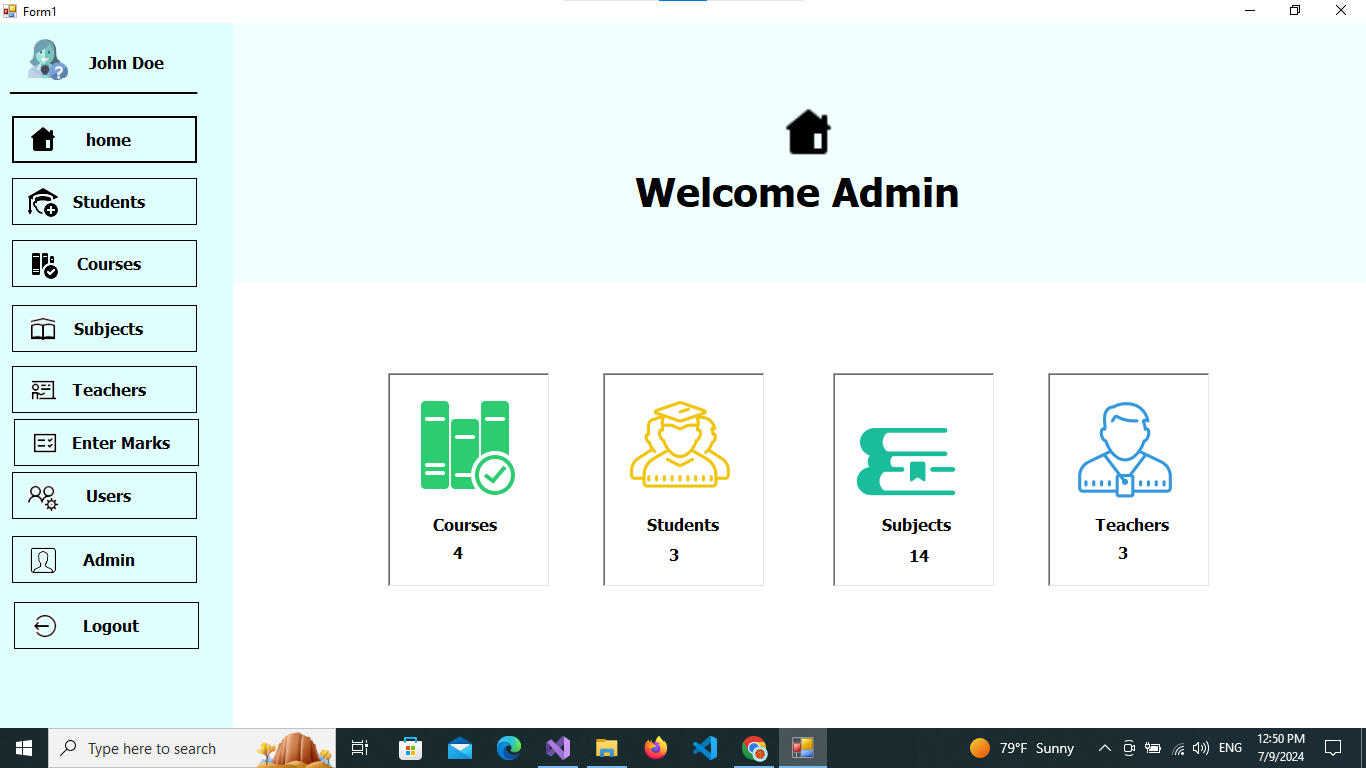 Form1
John Doe
home
Students
Courses
Subjects
Teachers
Enter Marks
Users
Admin
Logout
Welcome Admin
Courses
4
Students
3
Subjects
14
Teachers
3
Type here to search
79°F Sunny
ENG
12:50 PM
7/9/2024